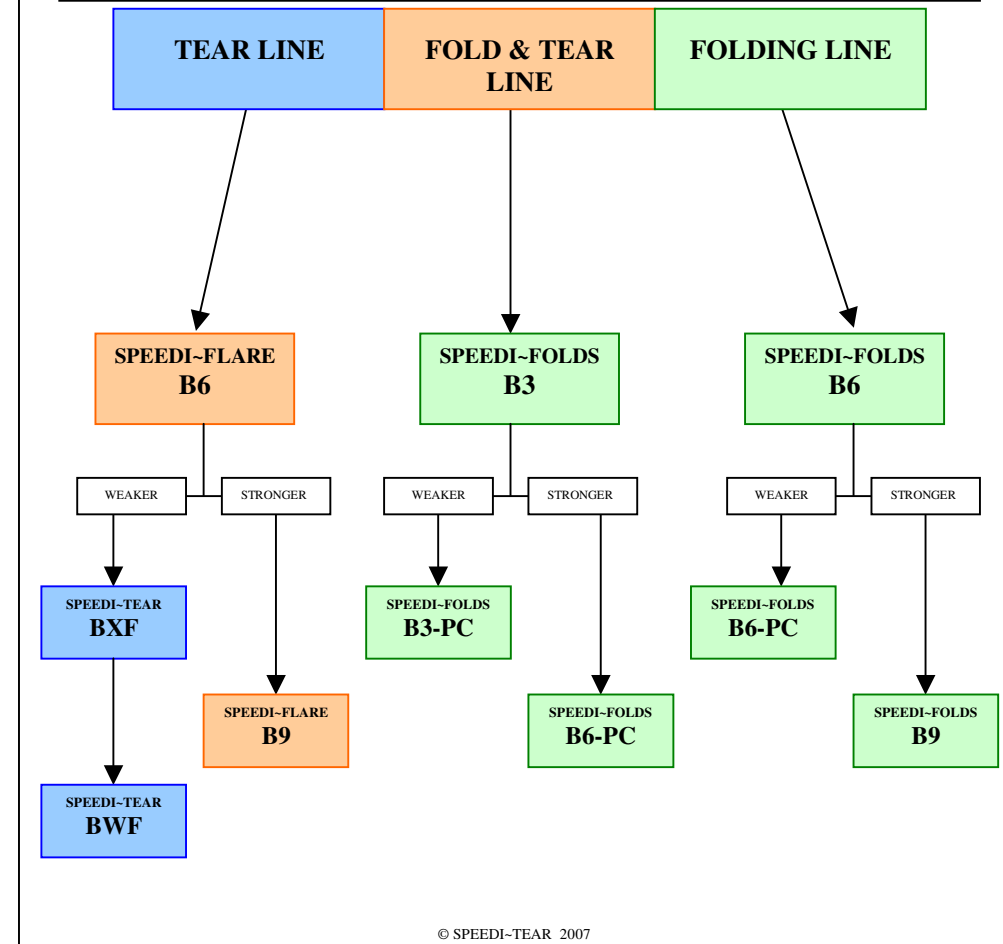 TEAR LINE
FOLD & TEAR
LINE
FOLDING LINE
SPEEDI~FLARE
B6
SPEEDI~FOLDS
B3
SPEEDI~FOLDS
B6
WEAKER
STRONGER
WEAKER
STRONGER
WEAKER
STRONGER
SPEEDI~TEAR
BXF
SPEEDI~FOLDS
B3-PC
SPEEDI~FOLDS
B6-PC
SPEEDI~FLARE
B9
SPEEDI~FOLDS
B6-PC
SPEEDI~FOLDS
B9
SPEEDI~TEAR
BWF
© SPEEDI~TEAR 2007